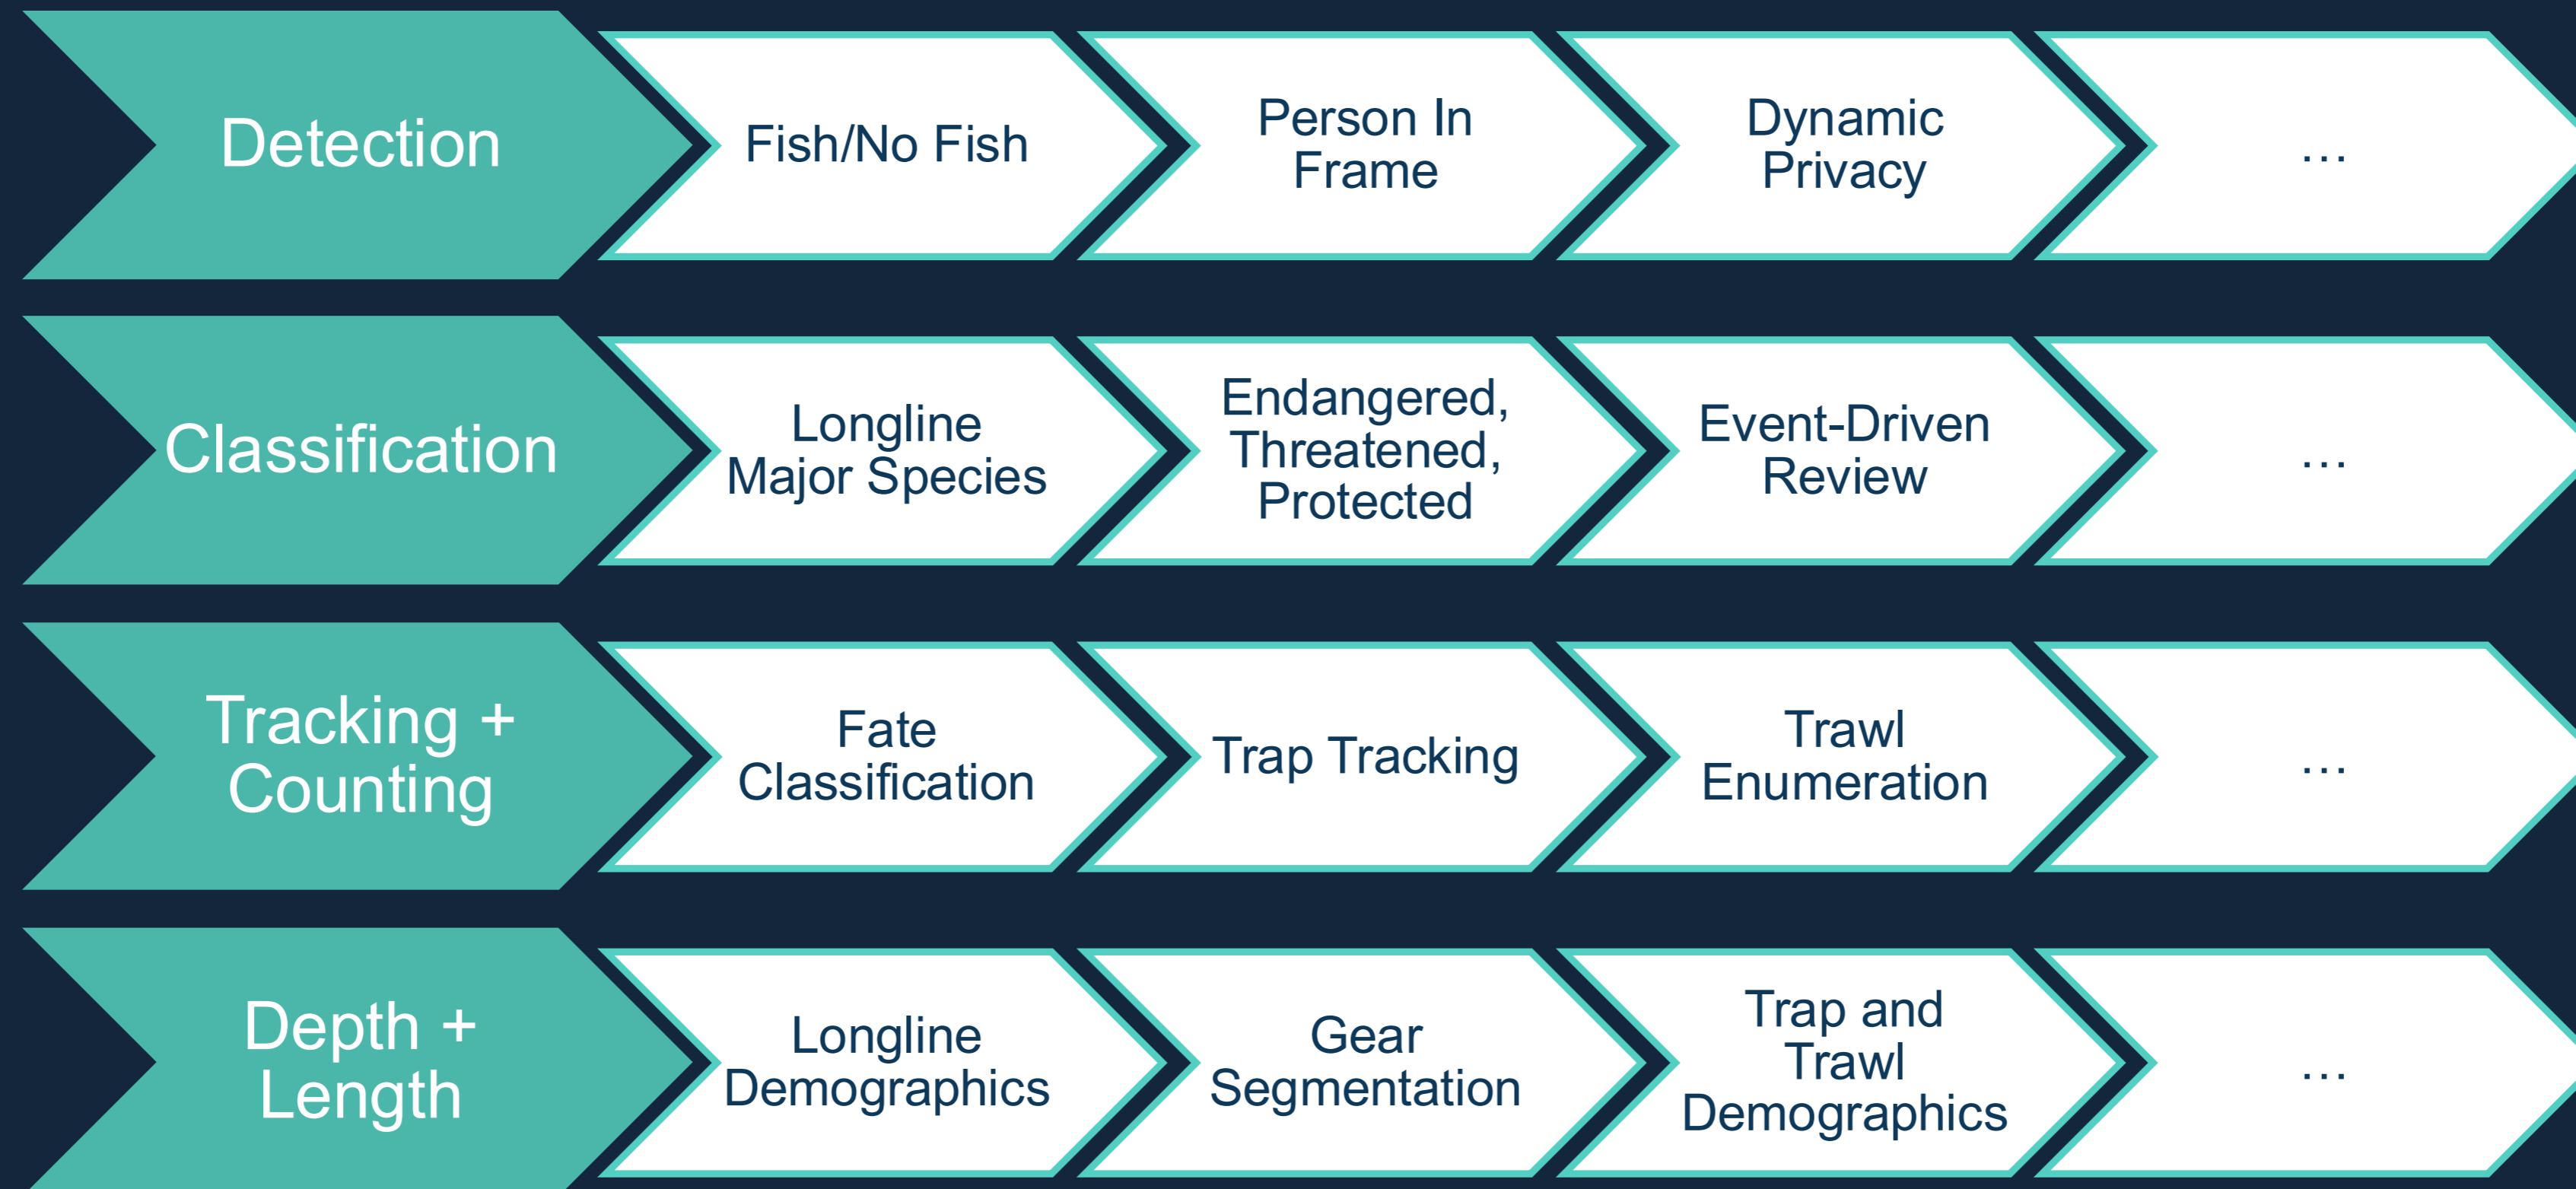 Detection
Fish/No Fish
Person In
Frame
Dynamic
Privacy
...
Classification
Longline
Major Species
Endangered,
Threatened,
Protected
Event-Driven
Review
...
Tracking +
Counting
Fate
Classification
Trap Tracking
Trawl
Enumeration
...
Depth +
Length
Longline
Demographics
Gear
Segmentation
Trap and
Trawl
Demographics
...